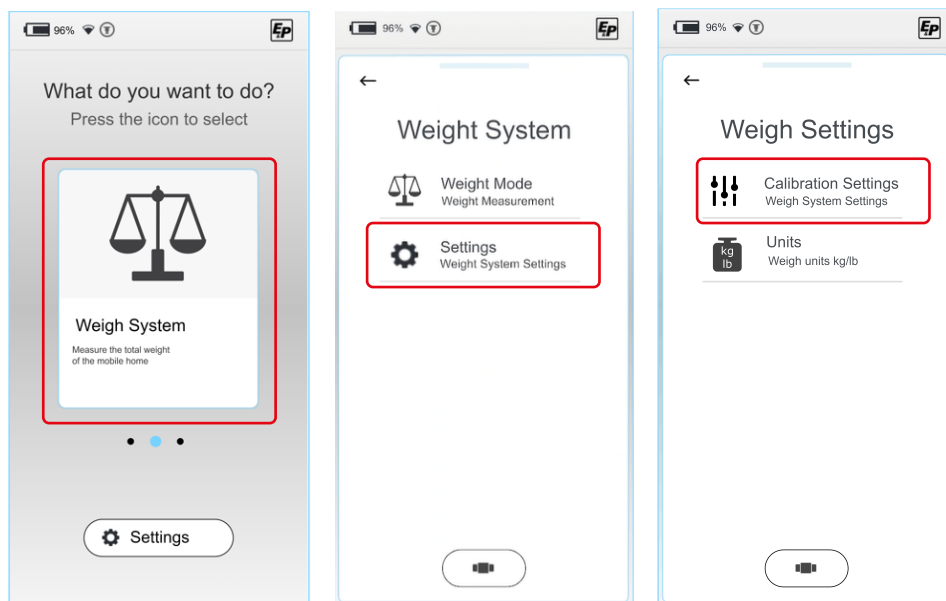 96%
EP
What do you want to do?
Press the icon to select
Weigh System
Measure the total weight
of the mobile home
Settings
96%
EP
Weight System
Weight Mode
Weight Measurement
Settings
Weight System Settings
96%
EP
Weigh Settings
Calibration Settings
Weigh System Settings
kg
lb
Units
Weigh units kg/lb